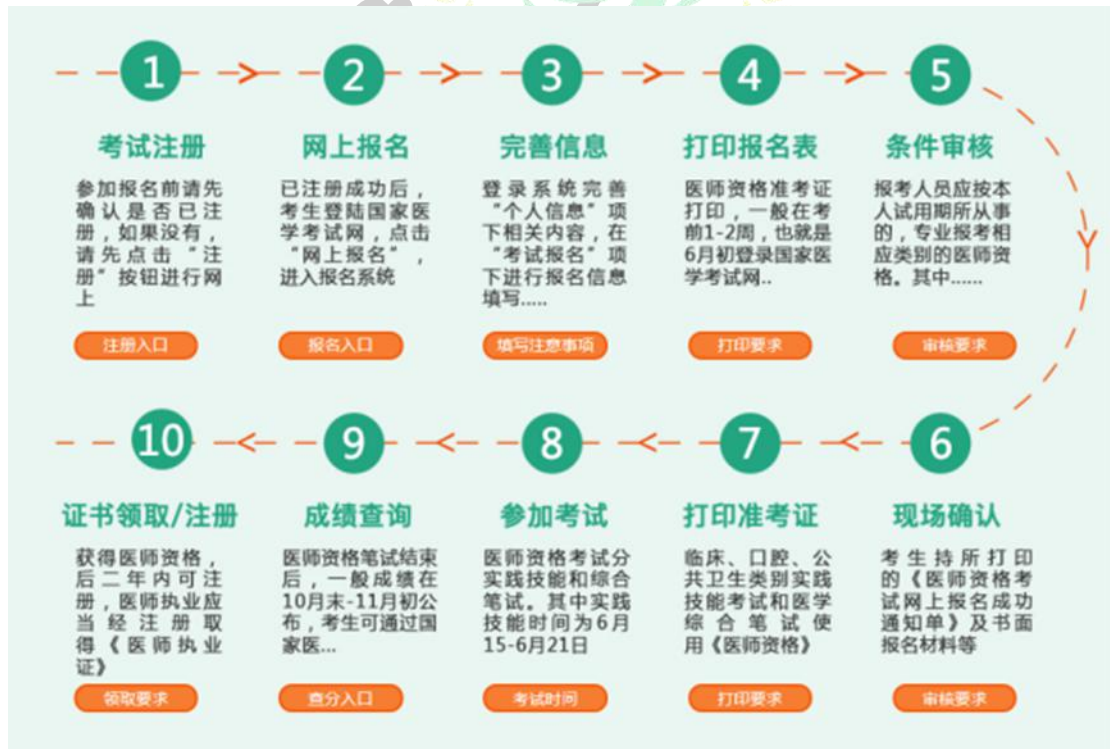 1
考试注册
参加报名前请先
确认是否已注
册，如果没有，
请先点击“注
册”按钮进行网
上
注册入口
2
网上报名
已注册成功后，
考生登陆国家医
学考试网，点击
“网上报名”，
进入报名系统
报名入口
3
完善信息
登录系统完善
“个人信息”项
下相关内容，在
“考试报名”项
下进行报名信息
填写.....
填写注意事项
4
打印报名表
医师资格准考证
打印，一般在考
前1-2周，也就是
6月初登录国家医
学考试网..
打印要求
5
条件审核
报考人员应按本
人试用期所从事
的，专业报考相
应类别的医师资
格。其中......
审核要求
6
现场确认
考生持所打印
的《医师资格考
试网上报名成功
通知单》及书面
报名材料等
审核要求
7
打印准考证
临床、口腔、公
共卫生类别实践
技能考试和医学
综合笔试使
用《医师资格》
打印要求
8
参加考试
医师资格考试分
实践技能和综合
笔试。其中实践
技能时间为6月
15-6月21日
考试时间
9
成绩查询
医师资格笔试结束
后，一般成绩在
10月末-11月初公
布，考生可通过国
家医...
查分入口
10
证书领取/注册
获得医师资格，
后二年内可注
册，医师执业应
当经注册取
得《医师执业
证》
领取要求